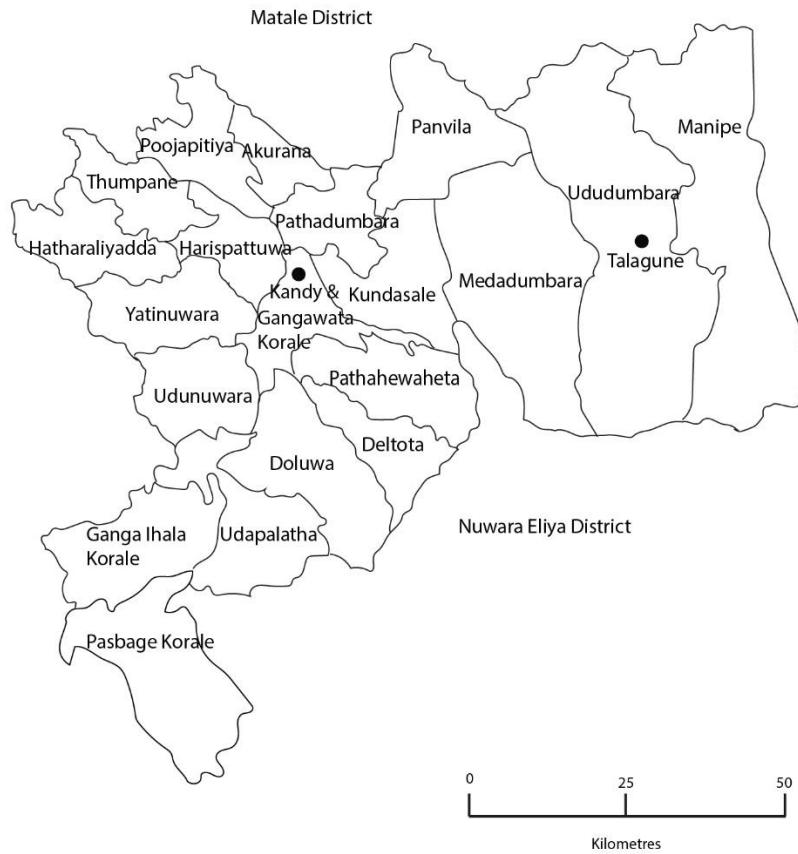 Matale District
Panvila
Manipe
Poojapitiya
Akurana
Thumpane
Ududumbara
Pathadumbara
Hatharaliyadda
Harispattuwa
Talagune
Medadumbara
Kandy &
Gangawata
Korale
Kundasale
Yatinuwara
Pathahewaheta
Udunuwara
Deltota
Doluwa
Nuwara Eliya District
Ganga Ihala
Korale
Udapalatha
Pasbage Korale
0
25
50
Kilometres